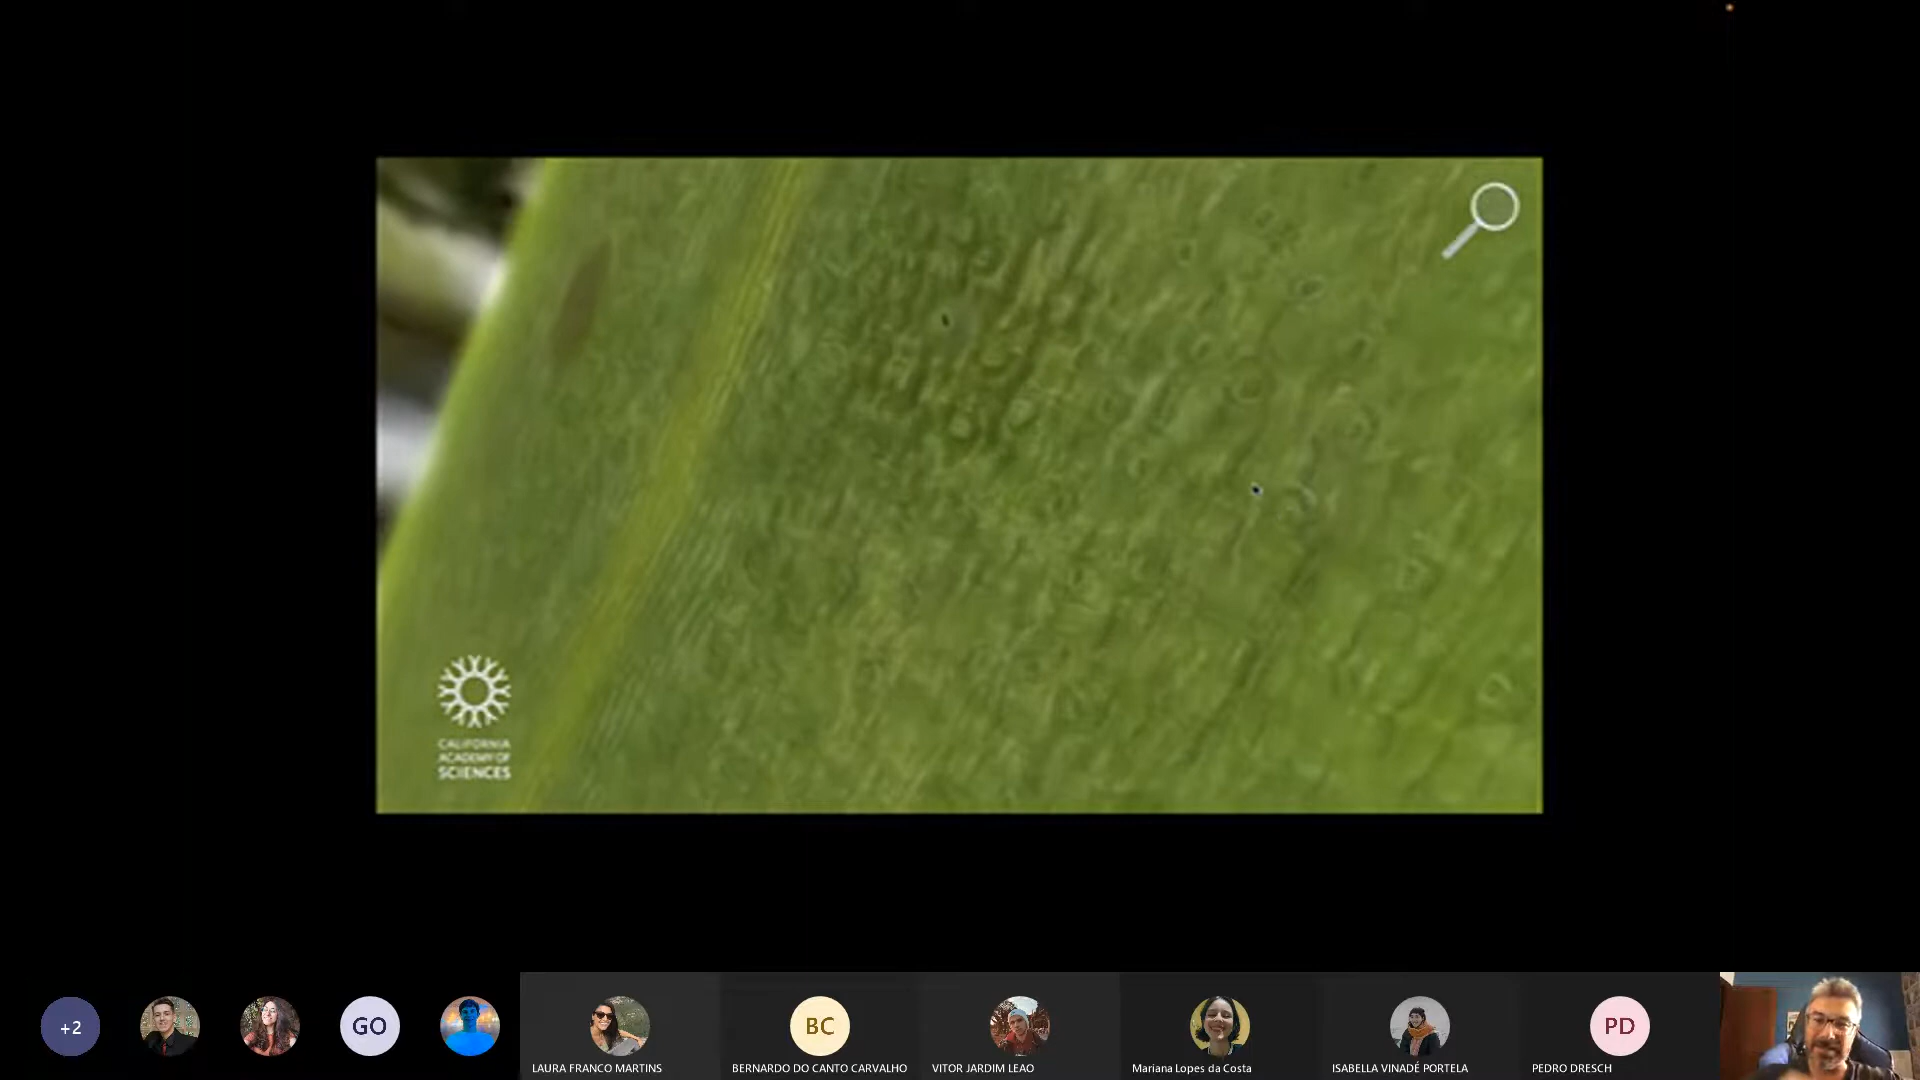 CALIFORNIA
ACADEMY OF
SCIENCES
+2
GO
BC
PD
LAURA FRANCO MARTINS
BERNARDO DO CANTO CARVALHO
VITOR JARDIM LEAO
Mariana Lopes da Costa
ISABELLA VINADÉ PORTELA
PEDRO DRESCH